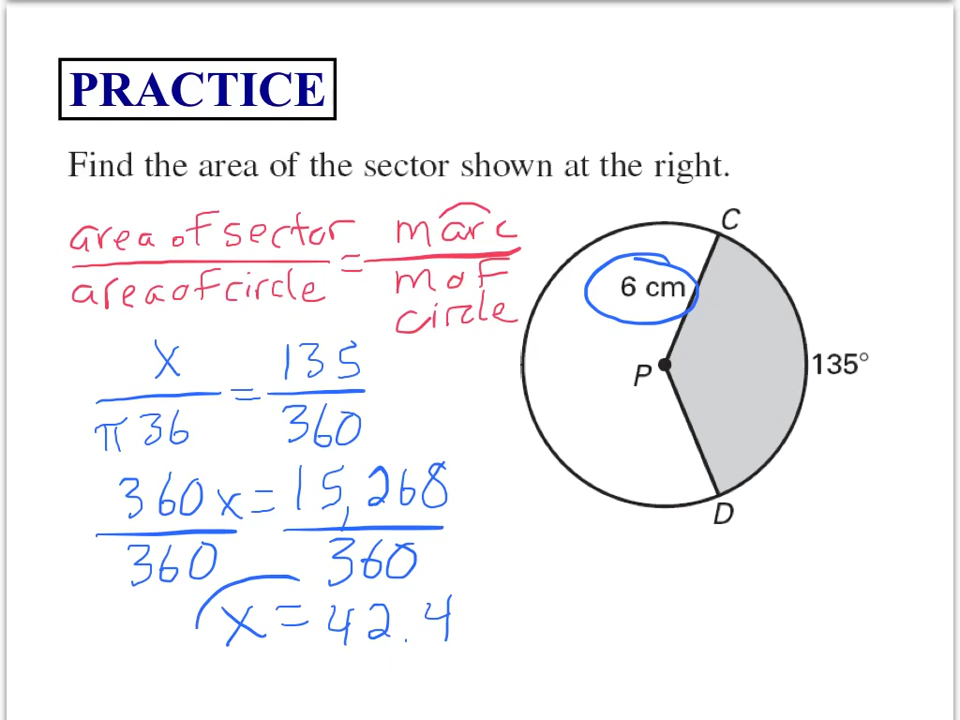 PRACTICE
Find the area of the sector shown at the right.
area of sector / area of circle = m arc / m of circle
C
6 cm
P
135°
D
x / π 36 = 135 / 360
360x / 360 = 15,268 / 360
x = 42.4